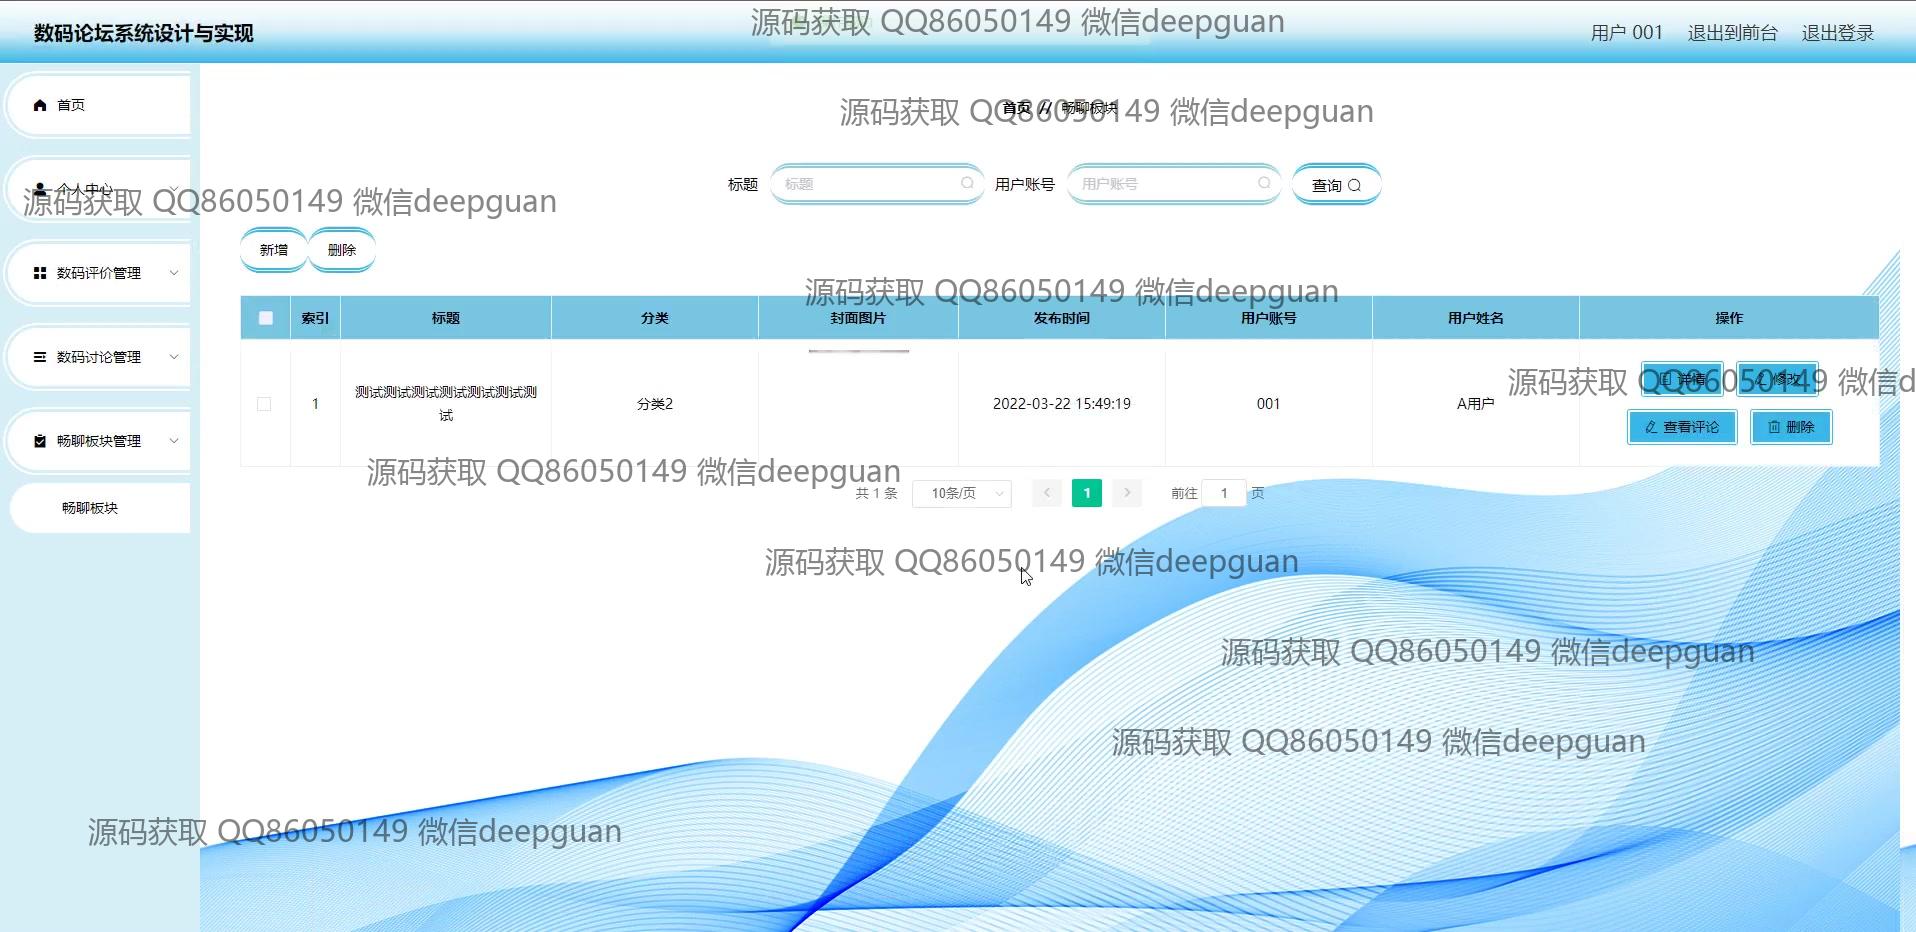 数码论坛系统设计与实现
源码获取 QQ86050149 微信deepguan
用户 001 退出到前台 退出登录
首页
首页 // 畅聊板块
源码获取 QQ86050149 微信deepguan
个人中心
源码获取 QQ86050149 微信deepguan
标题 标题 用户账号 用户账号 查询
新增 删除
数码评价管理
源码获取 QQ86050149 微信deepguan
索引 标题 分类 封面图片 发布时间 用户账号 用户姓名 操作
数码讨论管理
1 测试测试测试测试测试测试测
试 分类2 2022-03-22 15:49:19 001 A用户
详情 修改
源码获取 QQ86050149 微信d
查看评论 删除
畅聊板块管理
源码获取 QQ86050149 微信deepguan
共 1 条 10条/页 1 前往 1 页
畅聊板块
源码获取 QQ86050149 微信deepguan
源码获取 QQ86050149 微信deepguan
源码获取 QQ86050149 微信deepguan
源码获取 QQ86050149 微信deepguan